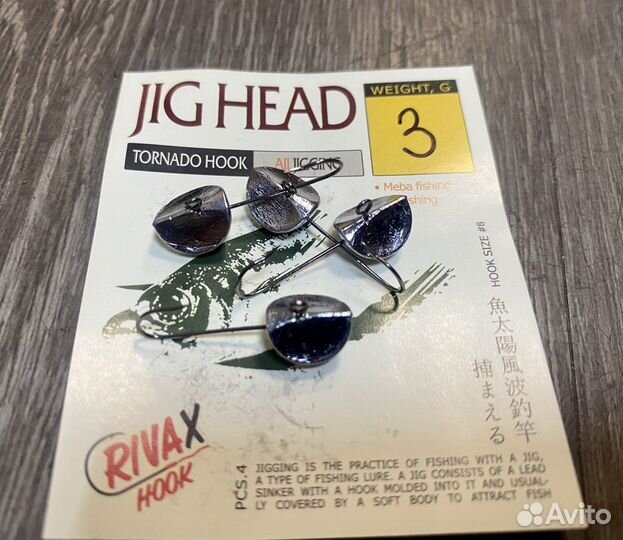 JIG HEAD
WEIGHT, G
3
TORNADO HOOK
All JIGGING
• Meba fishing
shing
HOOK SIZE #8
魚太陽風波釣竿
捕まえる
RIVAX
HOOK
PCS.4
JIGGING IS THE PRACTICE OF FISHING WITH A JIG,
A TYPE OF FISHING LURE. A JIG CONSISTS OF A LEAD
SINKER WITH A HOOK MOLDED INTO IT AND USUAL-
LY COVERED BY A SOFT BODY TO ATTRACT FISH
Avito